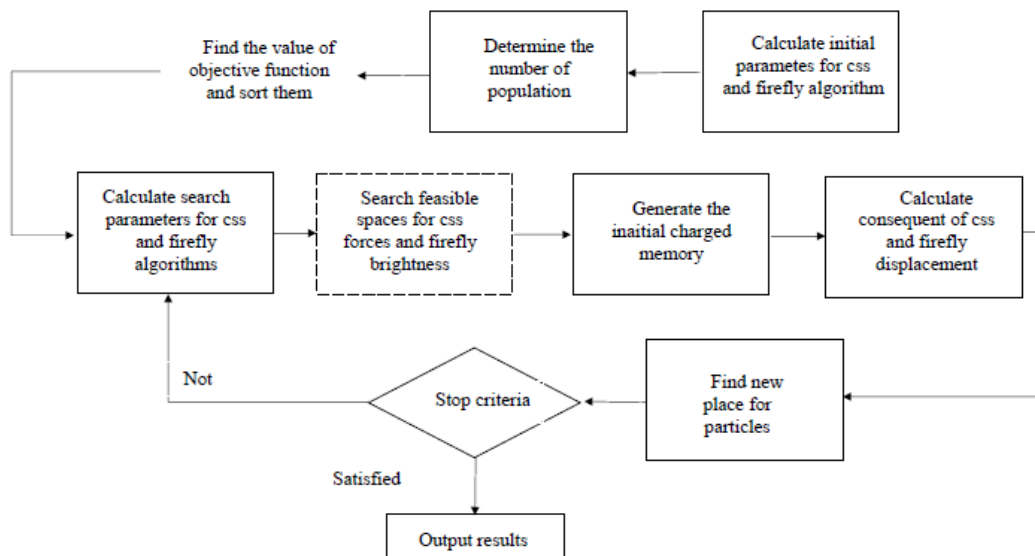 Find the value of
objective function
and sort them
Determine the
number of
population
Calculate initial
parametes for css
and firefly algorithm
Calculate search
parameters for css
and firefly
algorithms
Search feasible
spaces for css
forces and firefly
brightness
Generate the
inaitial charged
memory
Calculate
consequent of css
and firefly
displacement
Not
Stop criteria
Find new
place for
particles
Satisfied
Output results